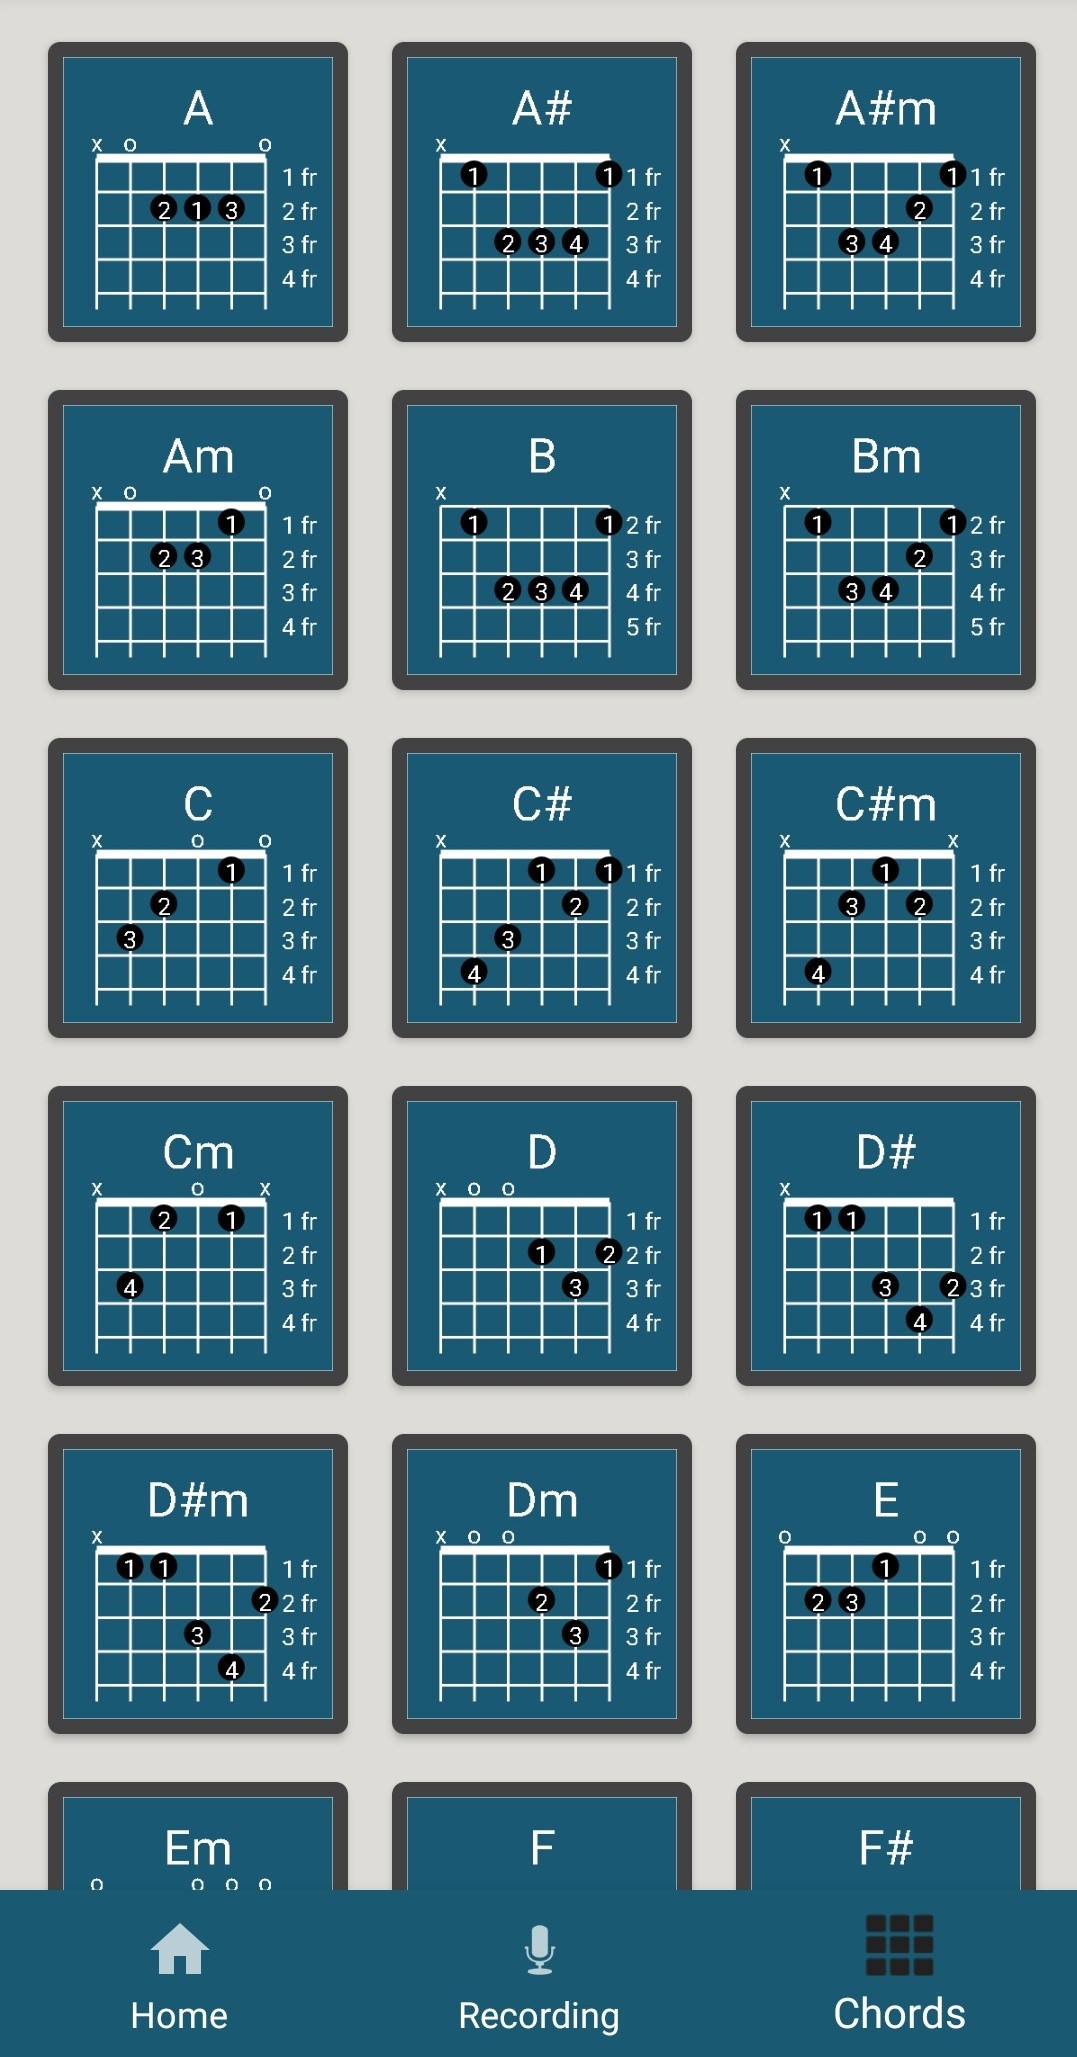 A
x o o
1 fr
2 1 3 2 fr
3 fr
4 fr
A#
x
1 1 1 fr
2 fr
2 3 4 3 fr
4 fr
A#m
x
1 1 1 fr
2 2 fr
3 4 3 fr
4 fr
Am
x o o
1 1 fr
2 3 2 fr
3 fr
4 fr
B
x
1 1 2 fr
3 fr
2 3 4 4 fr
5 fr
Bm
x
1 1 2 fr
2 3 fr
3 4 4 fr
5 fr
C
x o o
1 1 fr
2 2 fr
3 3 fr
4 fr
C#
x
1 1 1 fr
2 2 fr
3 3 fr
4 4 fr
C#m
x x
1 1 fr
3 2 2 fr
3 fr
4 4 fr
Cm
x o x
2 1 1 fr
2 fr
4 3 fr
4 fr
D
x o o
1 fr
1 2 2 fr
3 3 fr
4 fr
D#
x
1 1 1 fr
2 fr
3 2 3 fr
4 4 fr
D#m
x
1 1 1 fr
2 2 fr
3 3 fr
4 4 fr
Dm
x o o
1 1 fr
2 2 fr
3 3 fr
4 fr
E
o o o
1 1 fr
2 3 2 fr
3 fr
4 fr
Em
o o o o
F
F#
Home
Recording
Chords